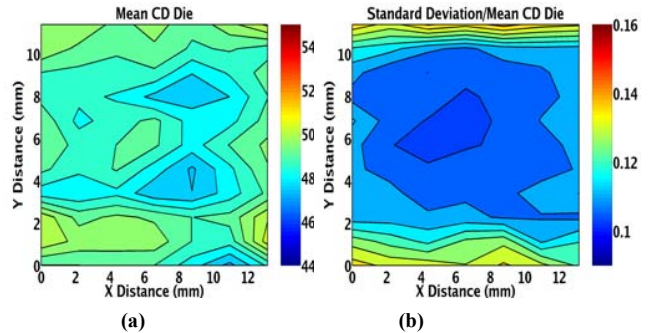 Mean CD Die
Y Distance (mm)
10
8
6
4
2
0
0 2 4 6 8 10 12
X Distance (mm)
54
52
50
48
46
44
(a)
Standard Deviation/Mean CD Die
Y Distance (mm)
10
8
6
4
2
0
0 2 4 6 8 10 12
X Distance (mm)
0.16
0.14
0.12
0.1
(b)